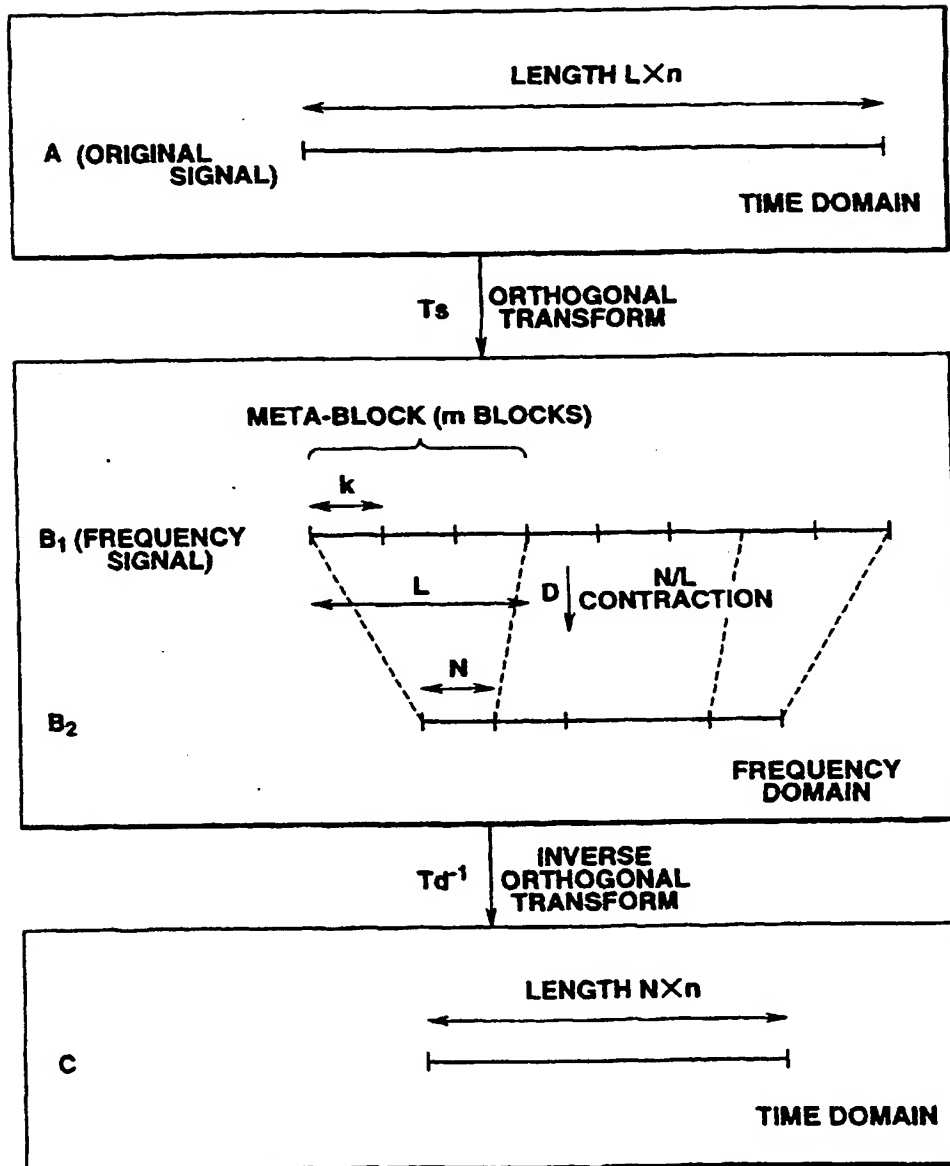 LENGTH L×n
A (ORIGINAL
SIGNAL)
TIME DOMAIN
Ts
ORTHOGONAL
TRANSFORM
META-BLOCK (m BLOCKS)
k
B₁ (FREQUENCY
SIGNAL)
L
D
N/L
CONTRACTION
N
B₂
FREQUENCY
DOMAIN
Td⁻¹
INVERSE
ORTHOGONAL
TRANSFORM
LENGTH N×n
C
TIME DOMAIN